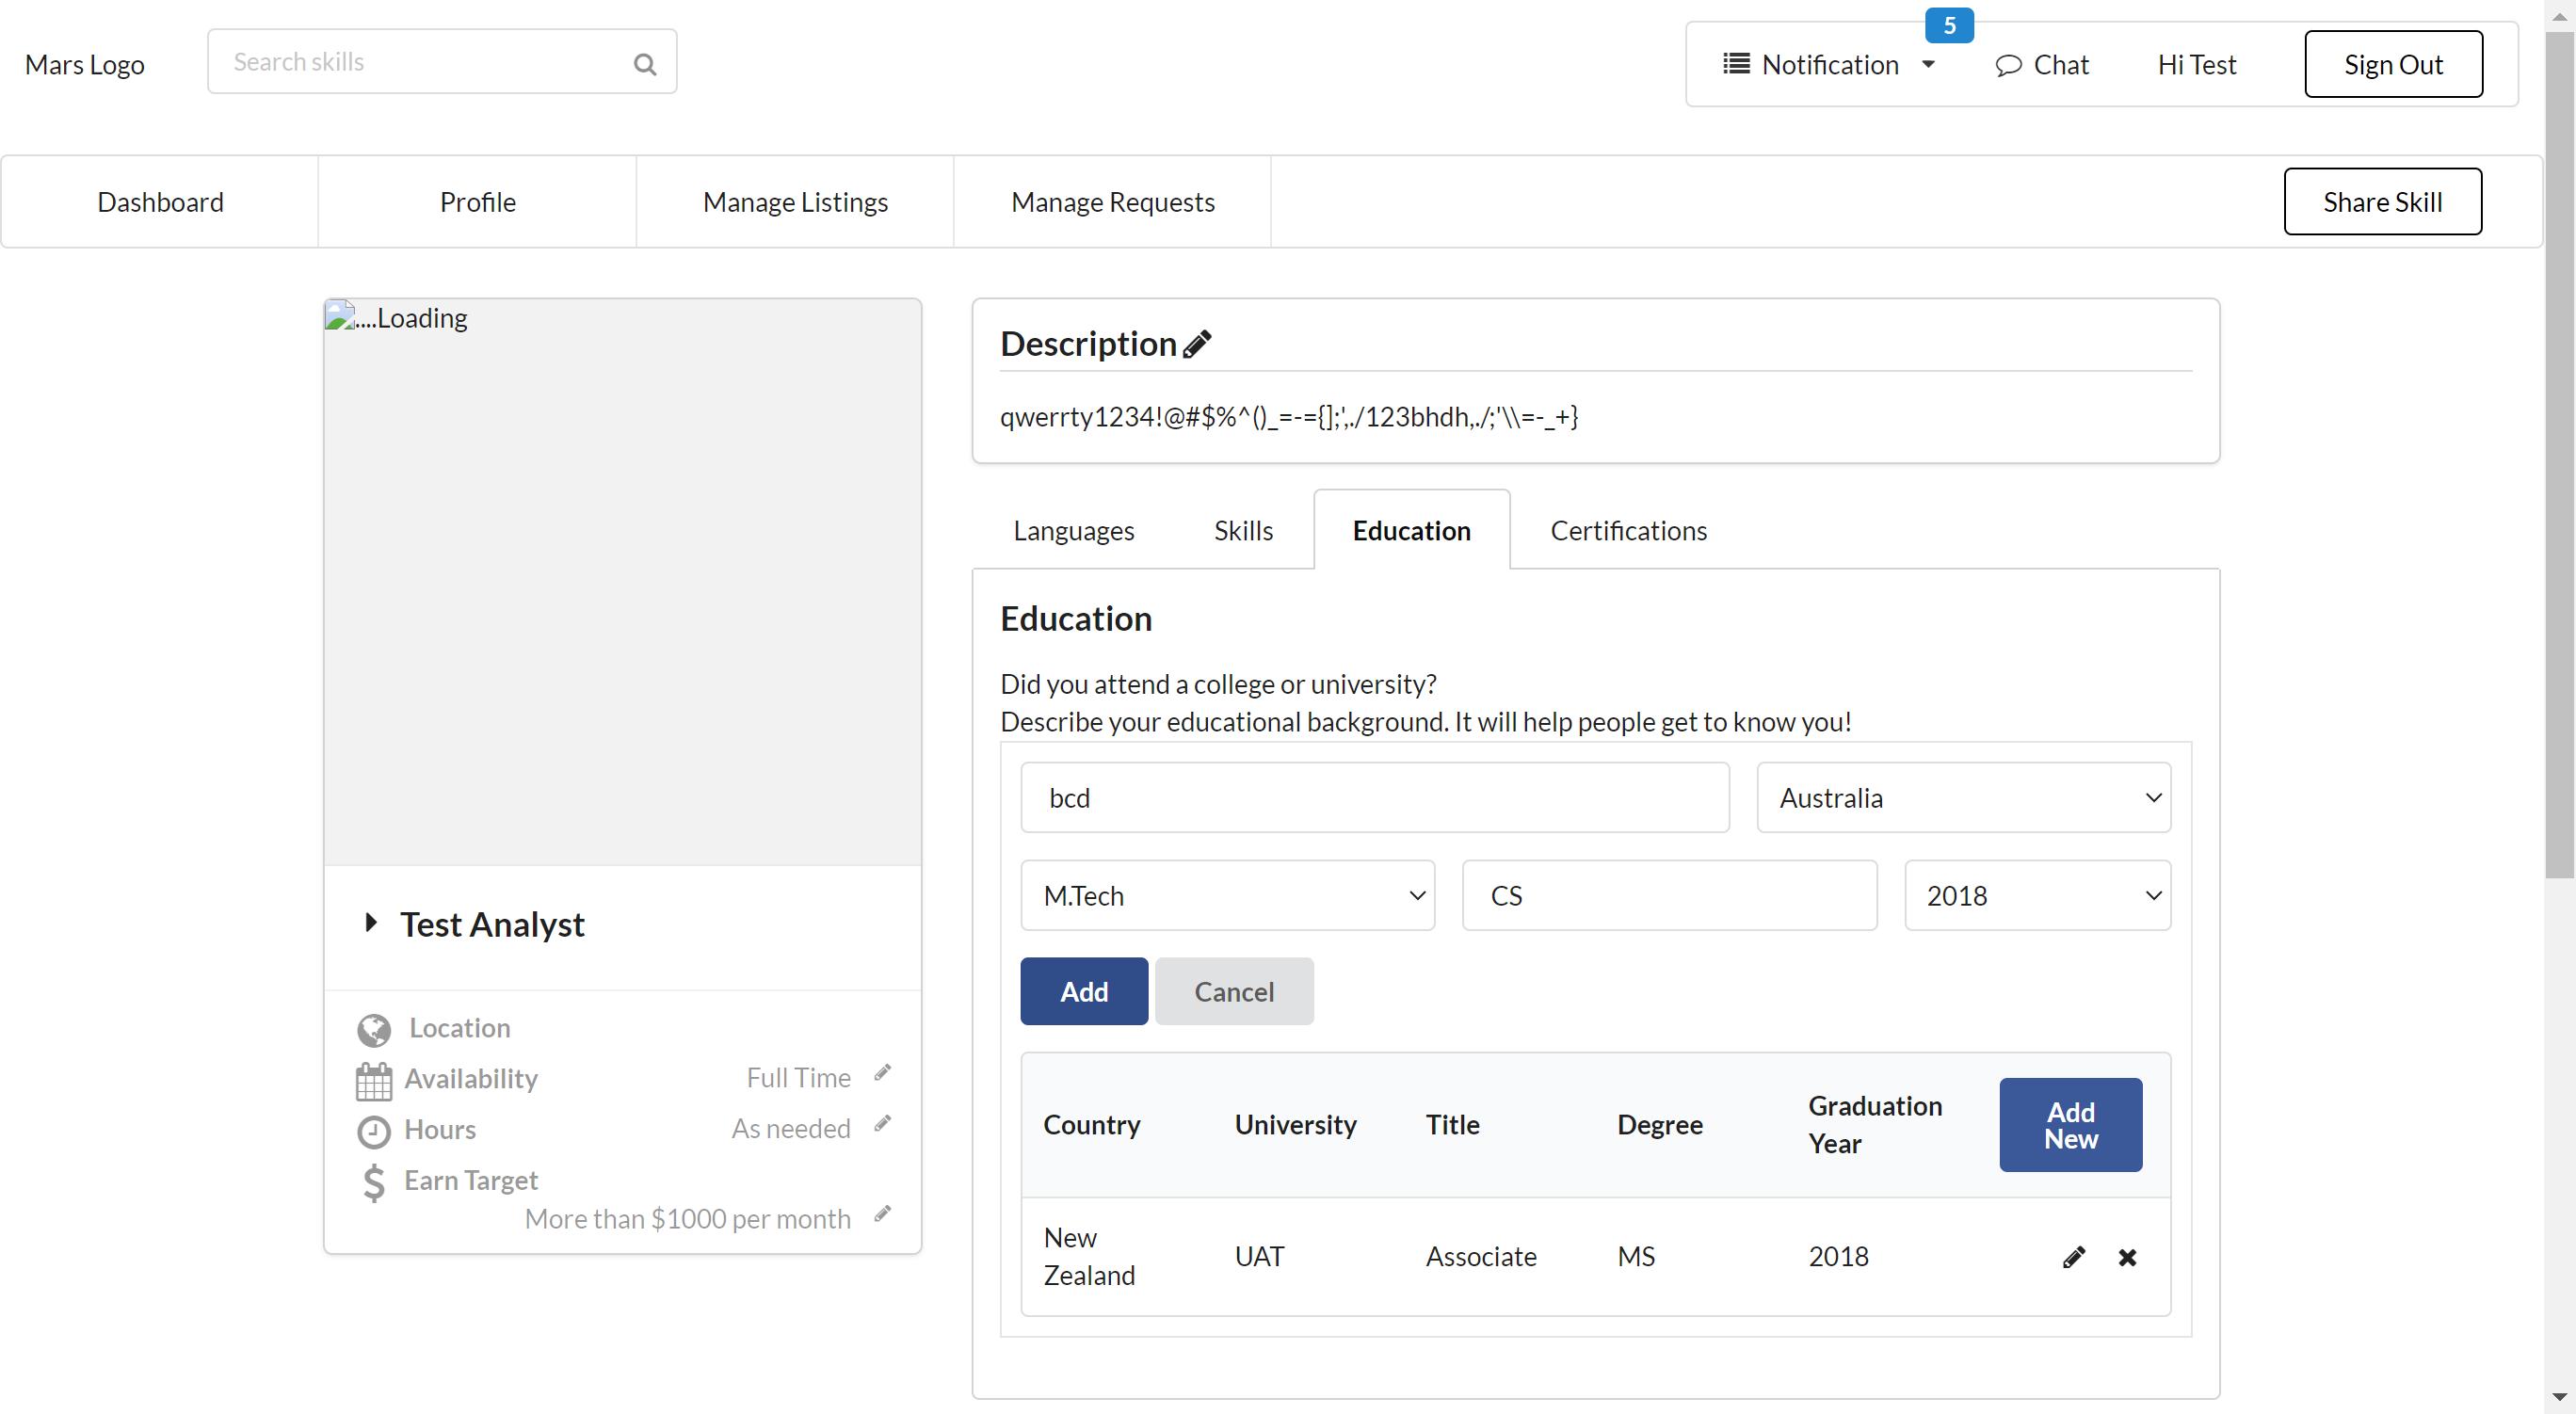 Mars Logo
Search skills
Notification
5
Chat
Hi Test
Sign Out
Dashboard
Profile
Manage Listings
Manage Requests
Share Skill
....Loading
Test Analyst
Location
Availability
Full Time
Hours
As needed
Earn Target
More than $1000 per month
Description
qwerrty1234!@#$%^()_=-={];',./123bhdh,./;'\\=-_+}
Languages
Skills
Education
Certifications
Education
Did you attend a college or university?
Describe your educational background. It will help people get to know you!
bcd
Australia
M.Tech
CS
2018
Add
Cancel
Country
University
Title
Degree
Graduation
Year
Add
New
New
Zealand
UAT
Associate
MS
2018